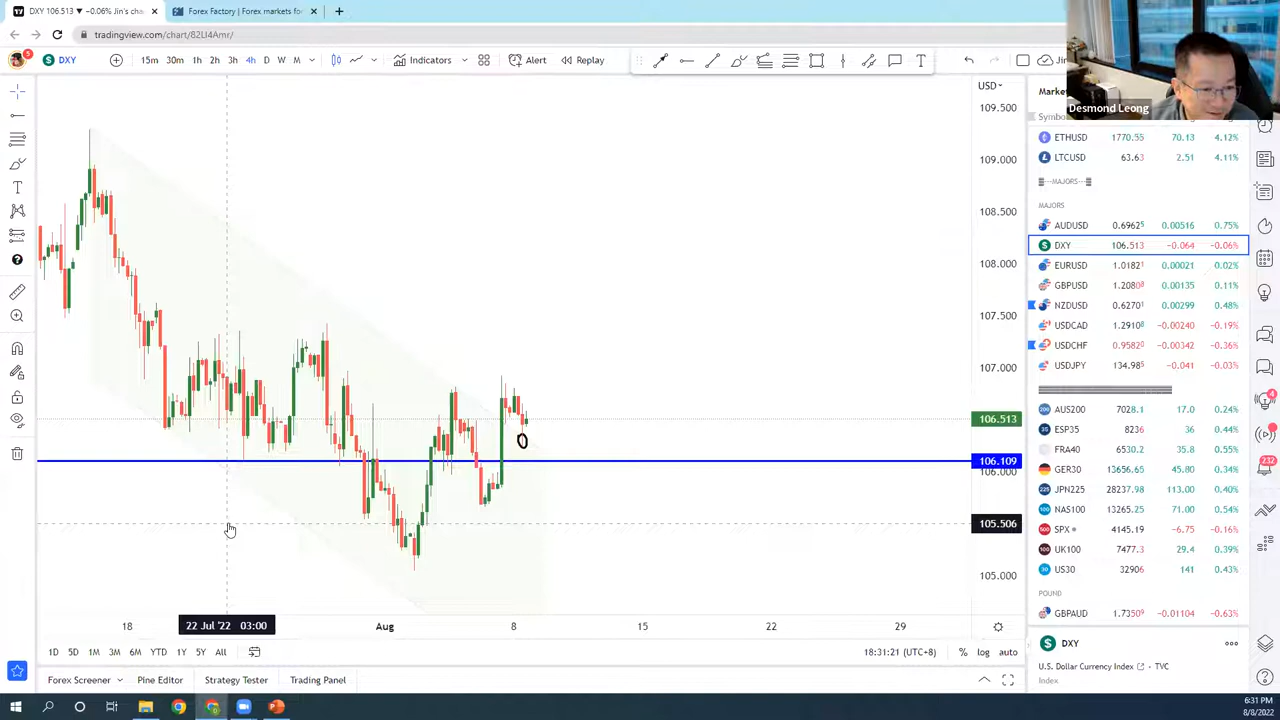 DXY 106.513 ▼ −0.06% Jin's cha
Forex Factory | Forex markets fo
tradingview.com/chart/82LI4Amr/
5
DXY
15m 30m 1h 2h 3h 4h D W M
Indicators
Alert
Replay
Desmond Leong
USD
109.500
109.000
108.500
108.000
107.500
107.000
106.513
106.109
106.000
105.506
105.000
Symbol
ETHUSD 1770.55 70.13 4.12%
LTCUSD 63.63 2.51 4.11%
MAJORS
MAJORS
AUDUSD 0.69625 0.00516 0.75%
DXY 106.513 −0.064 −0.06%
EURUSD 1.01821 0.00021 0.02%
GBPUSD 1.20808 0.00135 0.11%
NZDUSD 0.62701 0.00299 0.48%
USDCAD 1.29108 −0.00240 −0.19%
USDCHF 0.95820 −0.00342 −0.36%
USDJPY 134.985 −0.041 −0.03%
AUS200 7028.1 17.0 0.24%
ESP35 8236 36 0.44%
FRA40 6530.2 35.8 0.55%
GER30 13656.65 45.80 0.34%
JPN225 28237.98 113.00 0.40%
NAS100 13265.25 71.00 0.54%
SPX 4145.19 −6.75 −0.16%
UK100 7477.3 29.4 0.39%
US30 32906 141 0.43%
POUND
GBPAUD 1.73509 −0.01104 −0.63%
DXY
U.S. Dollar Currency Index • TVC
Index
4
232
18 22 Jul '22 03:00 Aug 8 15 22 29
1D 5D 1M 3M 6M YTD 1Y 5Y All
18:31:21 (UTC+8) % log auto
Forex Screener Pine Editor Strategy Tester Trading Panel
6:31 PM
8/8/2022